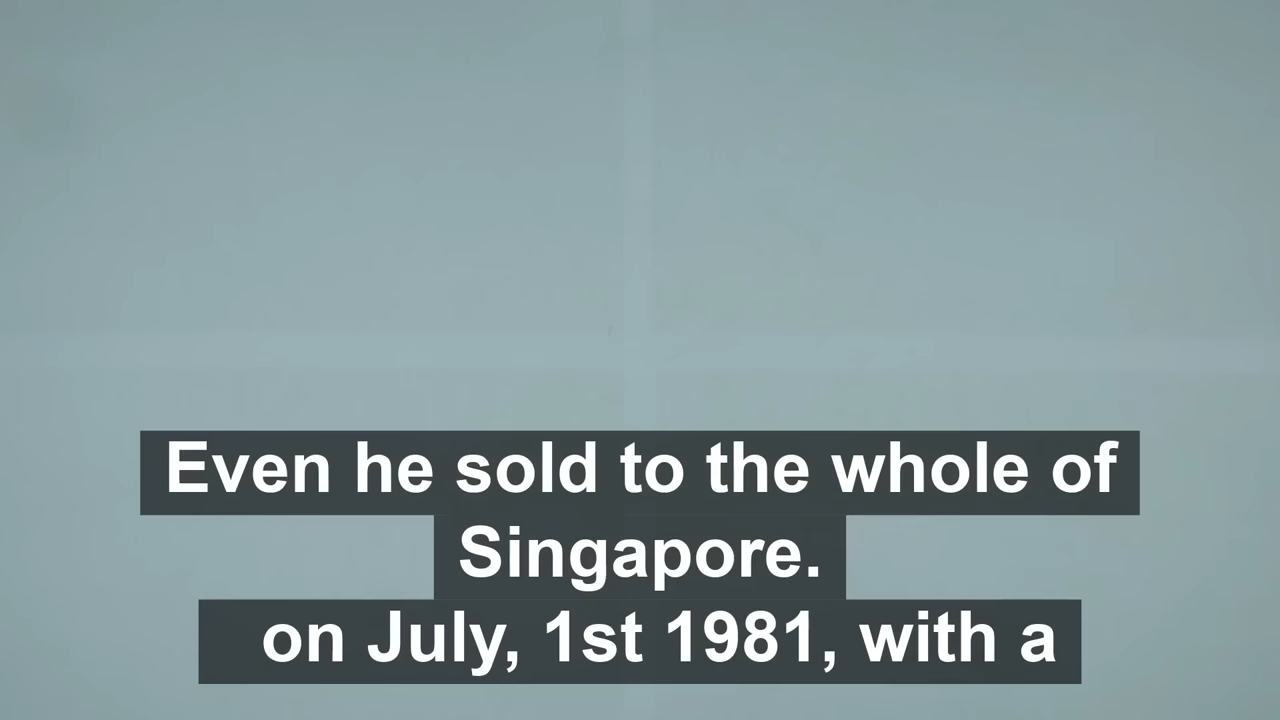 Even he sold to the whole of
Singapore.
on July, 1st 1981, with a